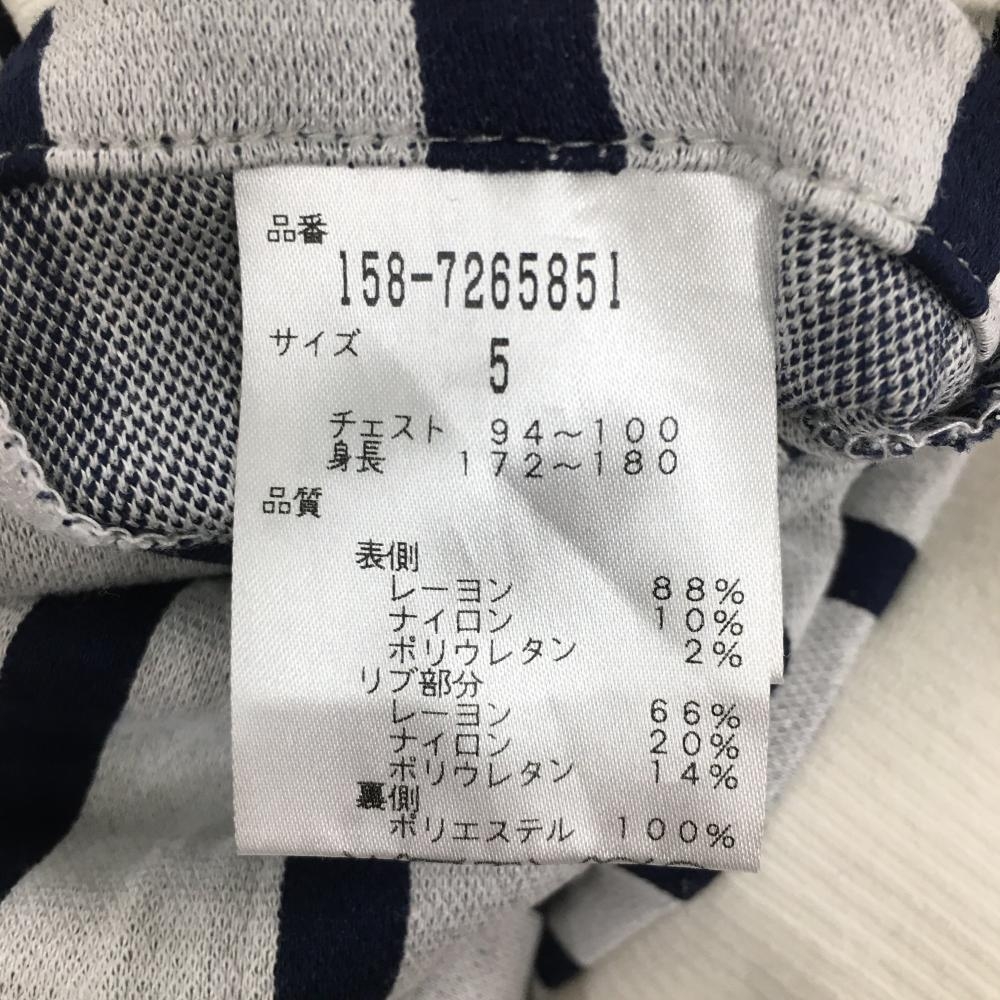 品番
158-7265851
サイズ 5
チェスト 94～100
身長 172～180
品質
表側
レーヨン 88%
ナイロン 10%
ポリウレタン 2%
リブ部分
レーヨン 66%
ナイロン 20%
ポリウレタン 14%
裏側
ポリエステル 100%